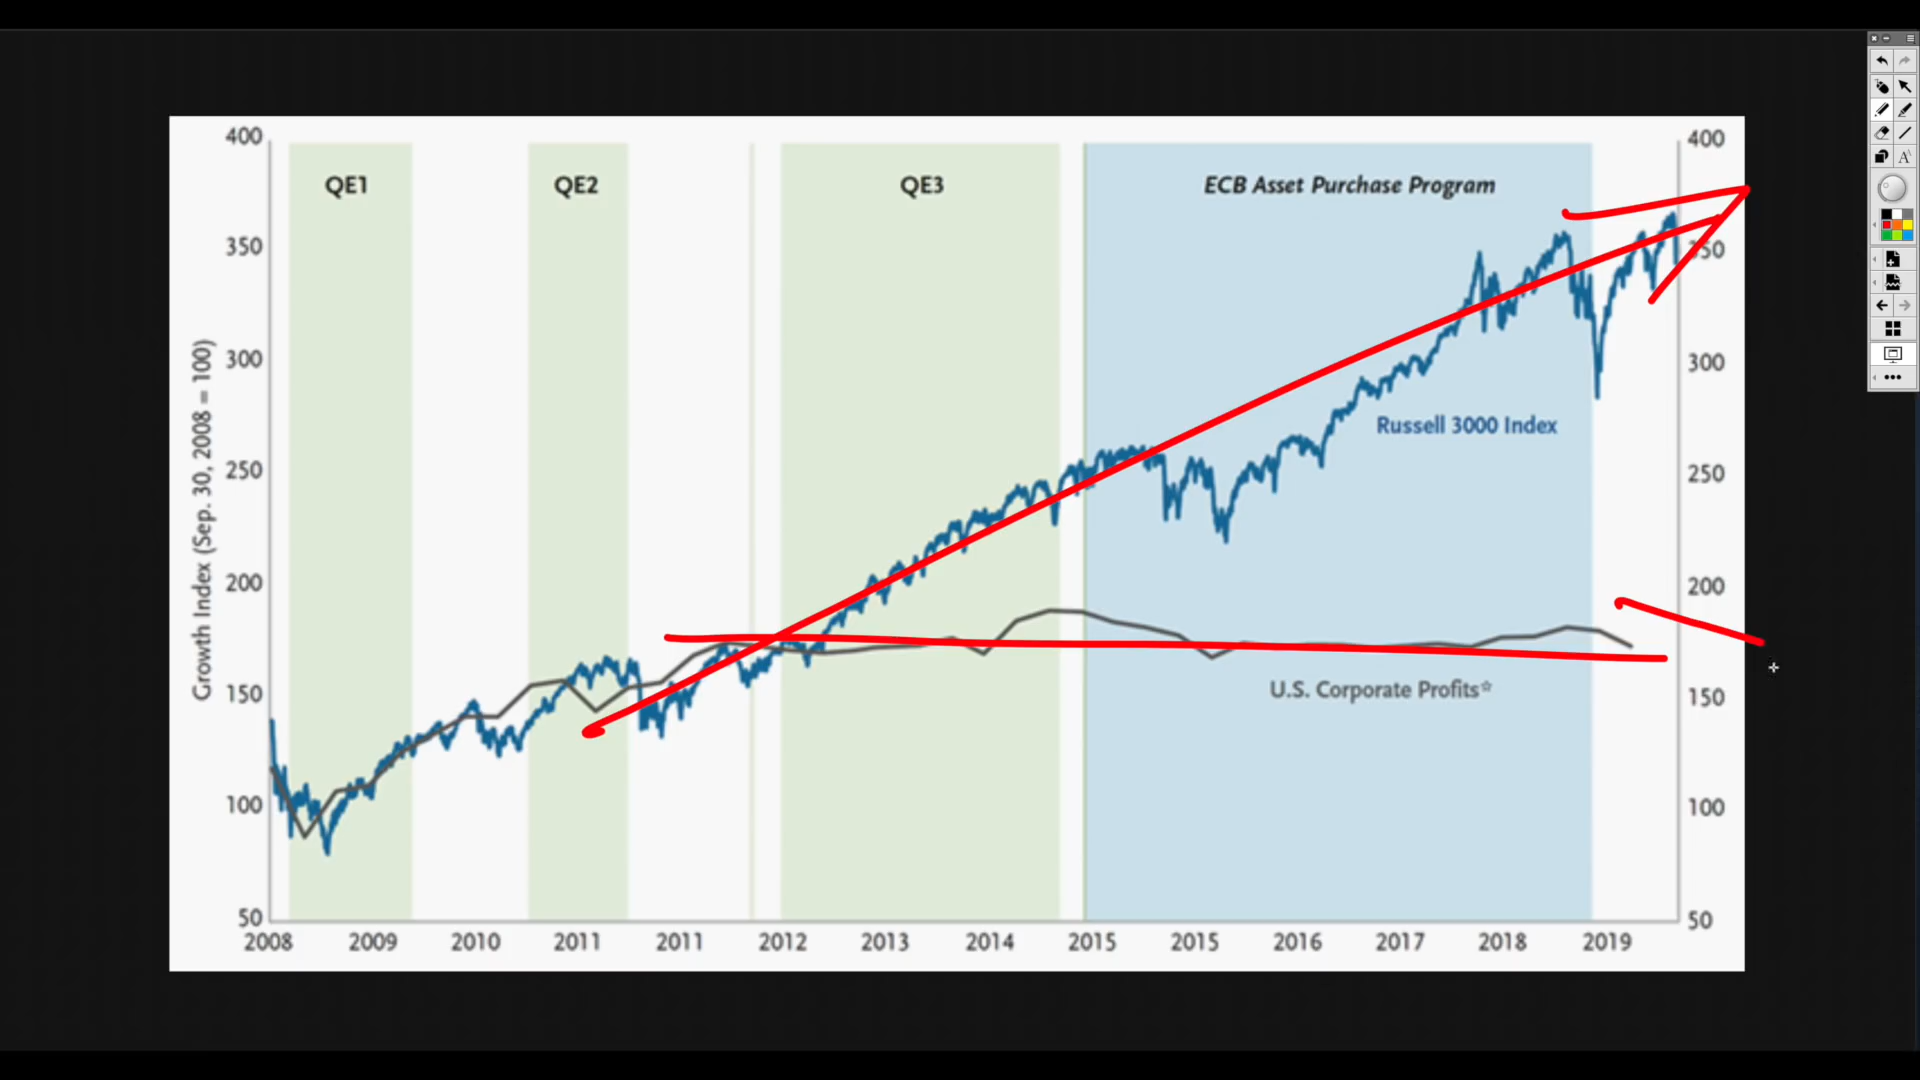 400
350
300
250
200
150
100
50
Growth Index (Sep. 30, 2008 = 100)
QE1
QE2
QE3
ECB Asset Purchase Program
Russell 3000 Index
U.S. Corporate Profits☆
400
350
300
250
200
150
100
50
2008 2009 2010 2011 2011 2012 2013 2014 2015 2015 2016 2017 2018 2019
A